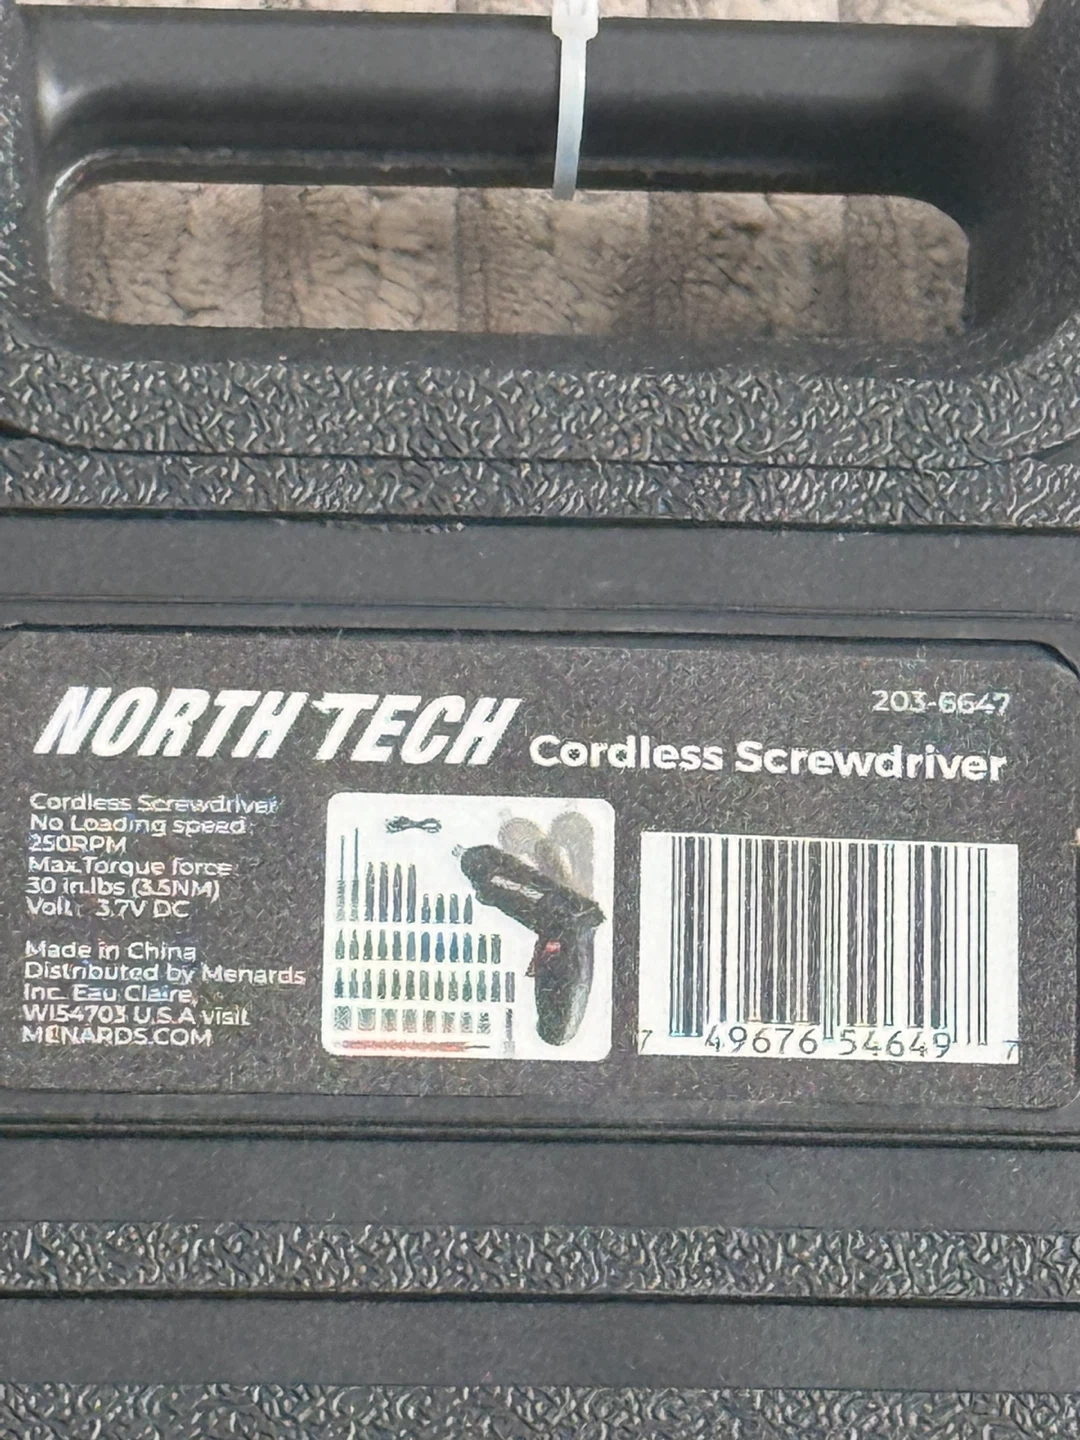 NORTH TECH
203-6647
Cordless Screwdriver
Cordless Screwdriver
No Loading speed:
250RPM
Max.Torque force:
30 in.lbs (3.5NM)
Volt: 3.7V DC
Made in China
Distributed by Menards
Inc. Eau Claire,
WI54703 U.S.A visit
MENARDS.COM
7 49676 54649 7